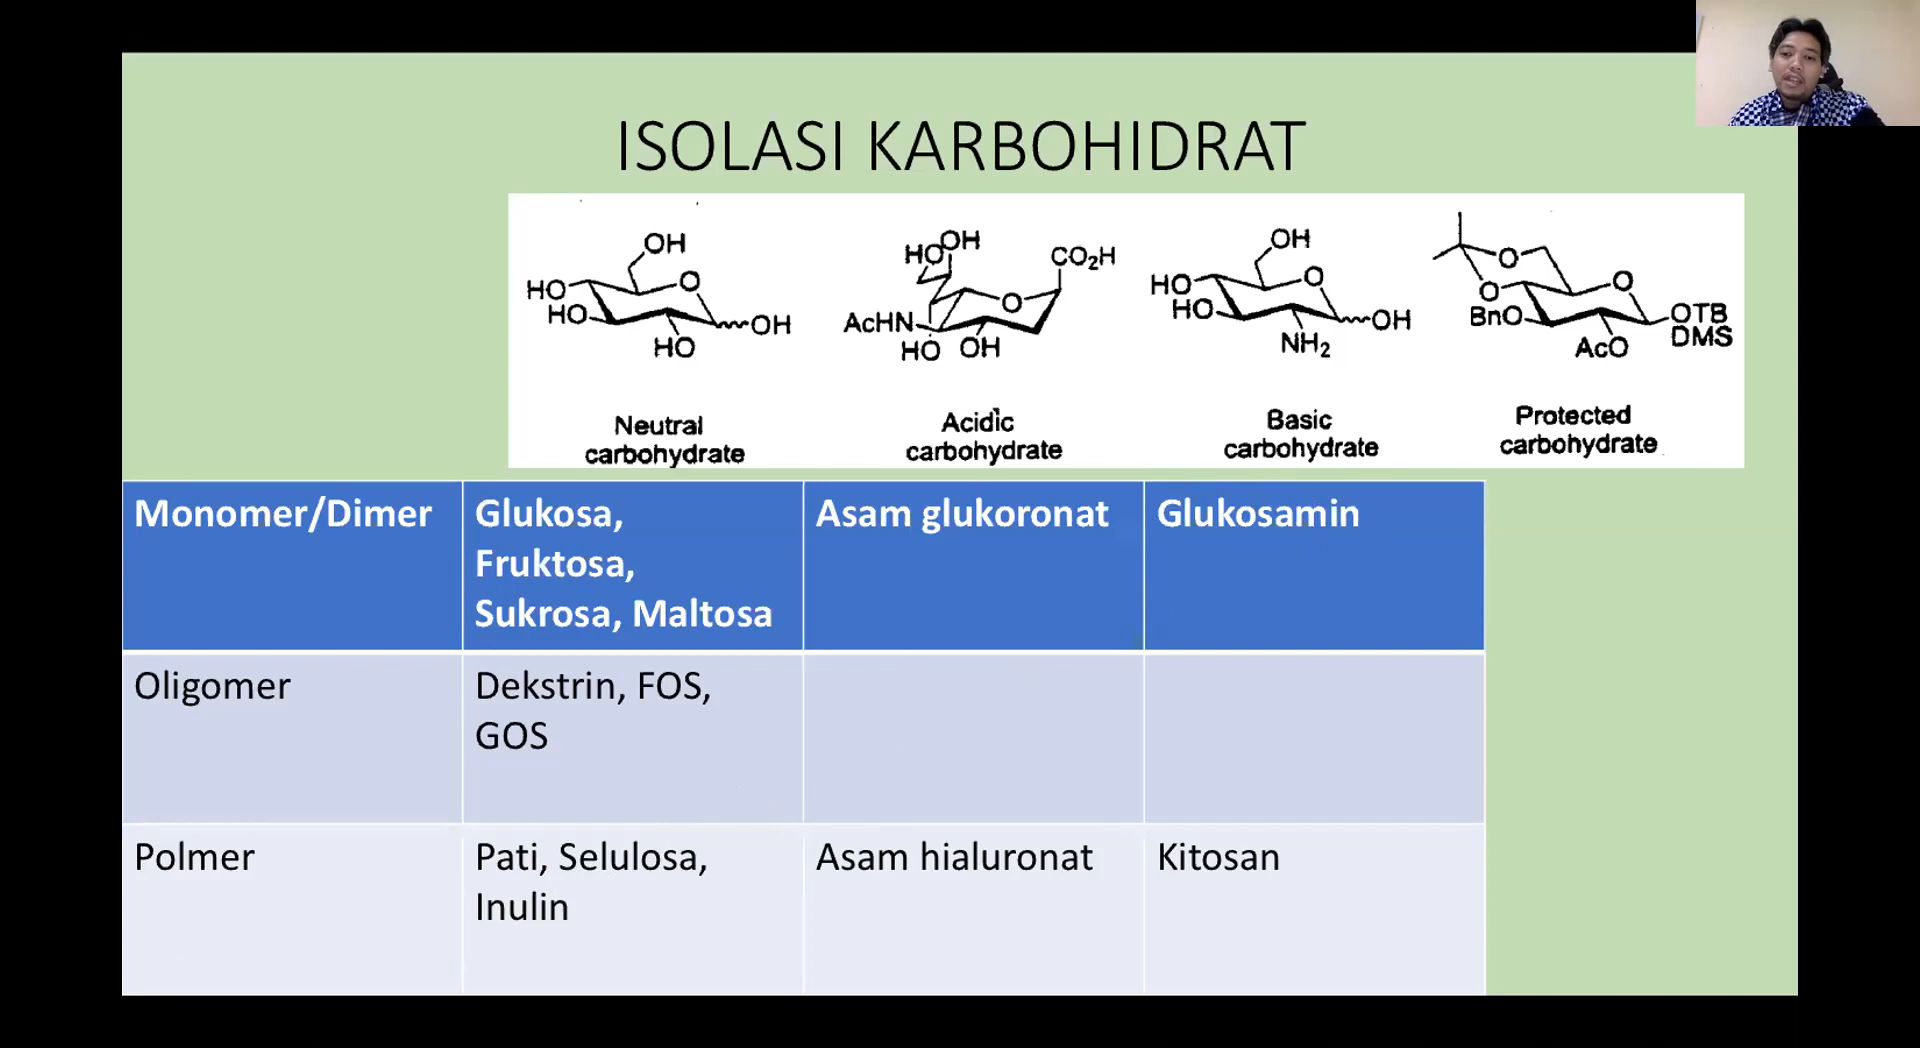 ISOLASI KARBOHIDRAT
OH
HO
HO
O
OH
HO
Neutral
carbohydrate
HO
OH
CO₂H
O
AcHN
HO
OH
Acidic
carbohydrate
OH
HO
HO
O
OH
NH₂
Basic
carbohydrate
O
O
O
BnO
AcO
OTB
DMS
Protected
carbohydrate
Monomer/Dimer
Glukosa,
Fruktosa,
Sukrosa, Maltosa
Asam glukoronat
Glukosamin
Oligomer
Dekstrin, FOS,
GOS
Polmer
Pati, Selulosa,
Inulin
Asam hialuronat
Kitosan